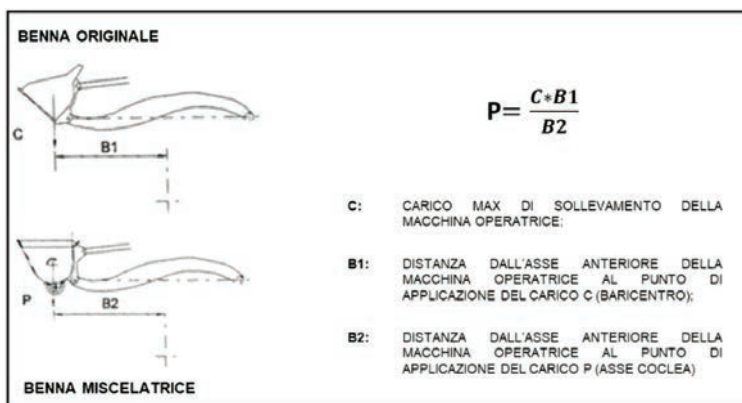 BENNA ORIGINALE
C
B1
P
B2
BENNA MISCELATRICE
P= C*B1
B2
C: CARICO MAX DI SOLLEVAMENTO DELLA
MACCHINA OPERATRICE;
B1: DISTANZA DALL'ASSE ANTERIORE DELLA
MACCHINA OPERATRICE AL PUNTO DI
APPLICAZIONE DEL CARICO C (BARICENTRO);
B2: DISTANZA DALL'ASSE ANTERIORE DELLA
MACCHINA OPERATRICE AL PUNTO DI
APPLICAZIONE DEL CARICO P (ASSE COCLEA)